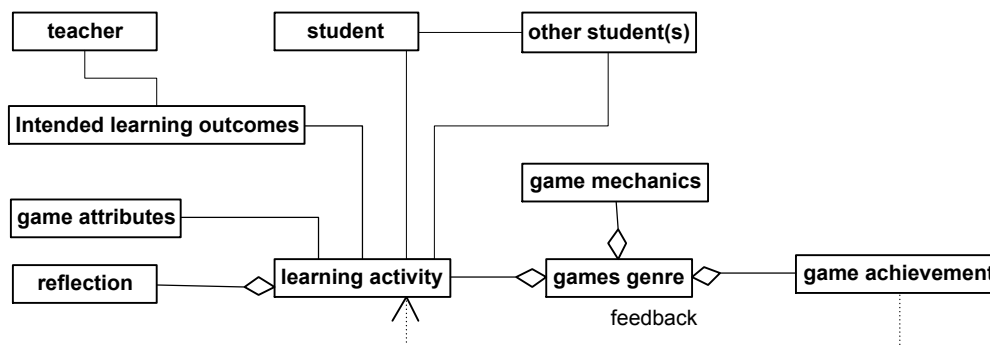 teacher
student
other student(s)
Intended learning outcomes
game mechanics
game attributes
reflection
learning activity
games genre
game achievement
feedback